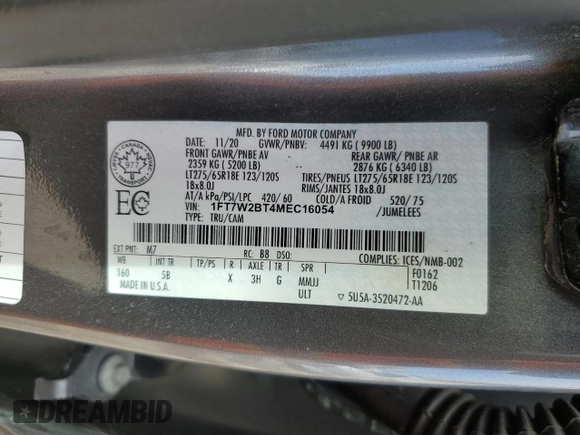 MFD. BY FORD MOTOR COMPANY
11/20 GVWR/PNBV: 4491 KG ( 9900 LB)
FRONT GAWR/PNBE AV REAR GAWR/ PNBE AR
2359 KG ( 5200 LB) 2876 KG ( 6340 LB)
LT275/65R18E 123/120S TIRES/PNEUS LT275/65R18E 123/120S
18x8.0J RIMS/JANTES 18x8.0J
AT/A kPa/PSI/LPC 420/60 COLD/A FROID 520/75
VIN: 1FT7W2BT4MEC16054 /JUMELEES
TYPE: TRU/CAM
CANADA
977
TRANSPORT
EC
EXT PNT: M7 RC: B8 DSO: COMPLIES: ICES/NMB-002
WB INT TR TP/PS R AXLE TR SPR F0162
160 5B X 3H G MMJJ T1206
MADE IN U.S.A. ULT 5U5A-3520472-AA
DREAMBID